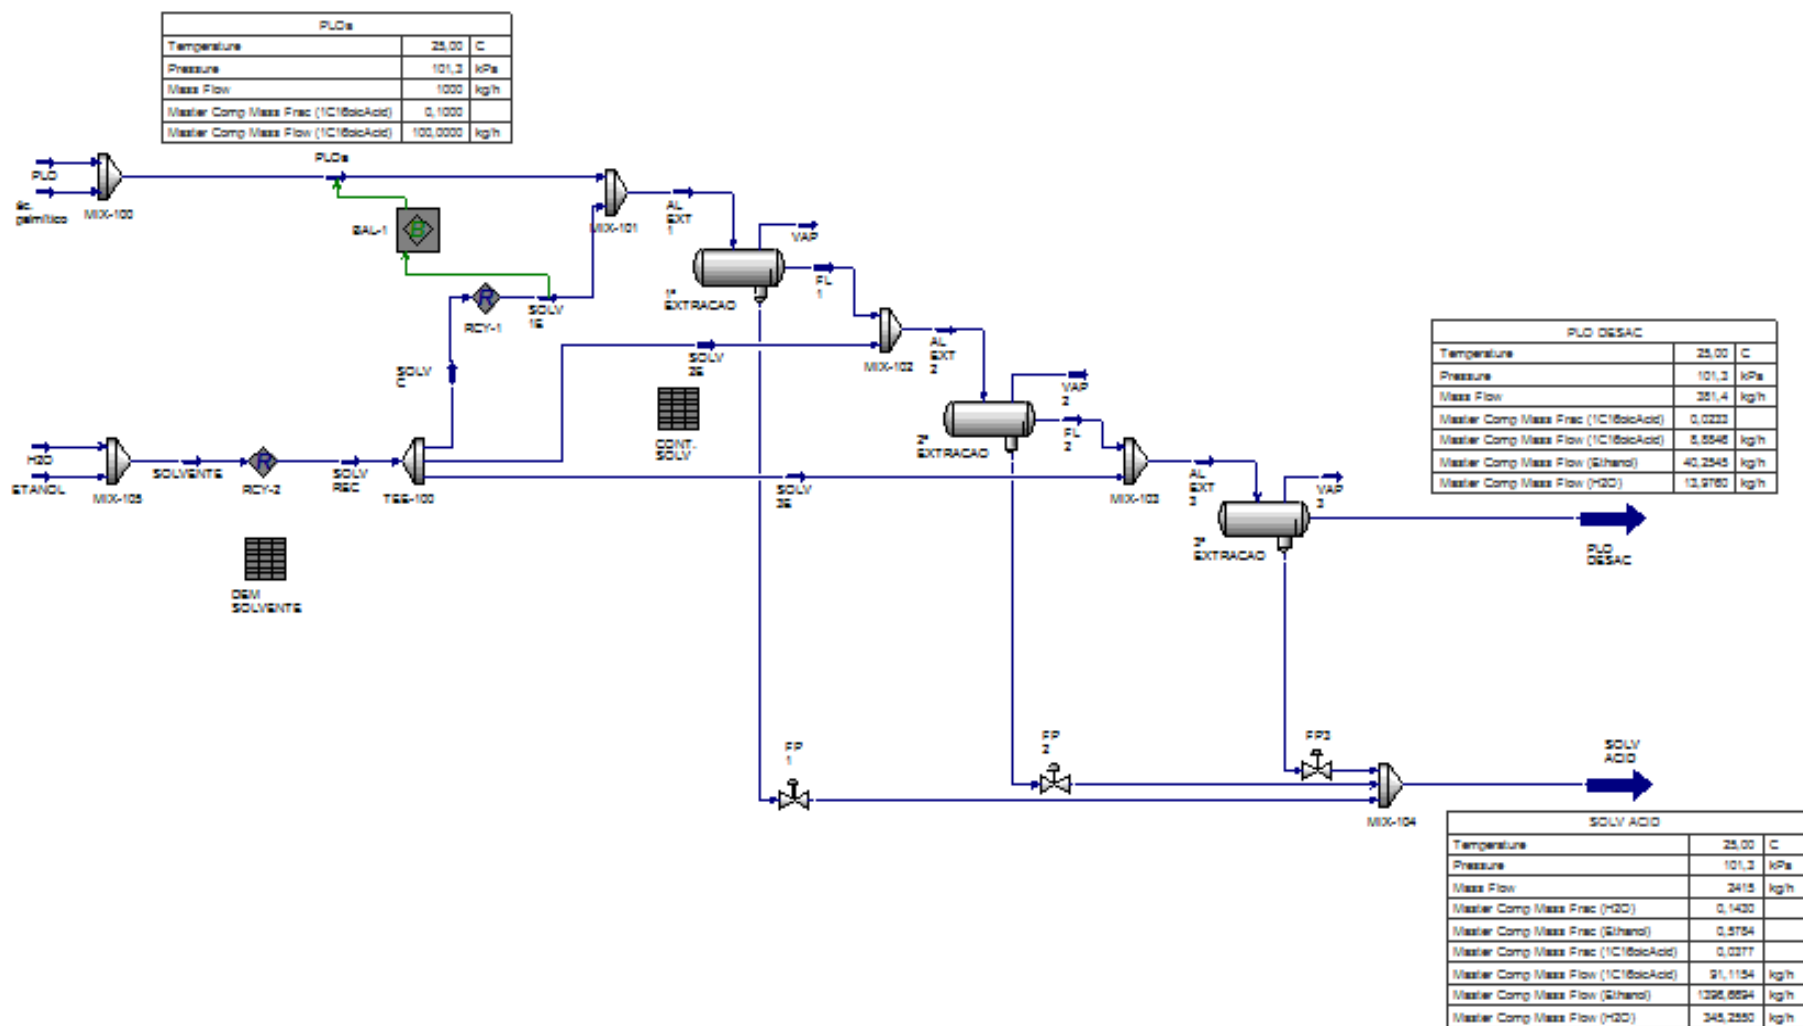 PLOs
Temperature 25,00 C
Pressure 101,3 kPa
Mass Flow 1000 kg/h
Master Comp Mass Frac (1C16oicAcid) 0,1000
Master Comp Mass Flow (1C16oicAcid) 100,0000 kg/h
PLO
ác.
palmítico
MIX-100
PLOs
BAL-1
B
MIX-101
AL
EXT
1
VAP
1ª
EXTRACAO
FL
1
R
RCY-1
SOLV
1E
SOLV
C
SOLV
2E
MIX-102
AL
EXT
2
VAP
2
2ª
EXTRACAO
FL
2
CONT.
SOLV
H2O
ETANOL
MIX-105
SOLVENTE
R
RCY-2
SOLV
REC
TEE-100
SOLV
3E
MIX-103
AL
EXT
3
VAP
3
3ª
EXTRACAO
DEM
SOLVENTE
PLO DESAC
Temperature 25,00 C
Pressure 101,3 kPa
Mass Flow 381,4 kg/h
Master Comp Mass Frac (1C16oicAcid) 0,0233
Master Comp Mass Flow (1C16oicAcid) 8,8846 kg/h
Master Comp Mass Flow (Ethanol) 40,2545 kg/h
Master Comp Mass Flow (H2O) 13,9760 kg/h
PLO
DESAC
FP
1
FP
2
FP3
MIX-104
SOLV
ACID
SOLV ACID
Temperature 25,00 C
Pressure 101,3 kPa
Mass Flow 2415 kg/h
Master Comp Mass Frac (H2O) 0,1430
Master Comp Mass Frac (Ethanol) 0,5784
Master Comp Mass Frac (1C16oicAcid) 0,0377
Master Comp Mass Flow (1C16oicAcid) 91,1154 kg/h
Master Comp Mass Flow (Ethanol) 1396,6694 kg/h
Master Comp Mass Flow (H2O) 345,2550 kg/h